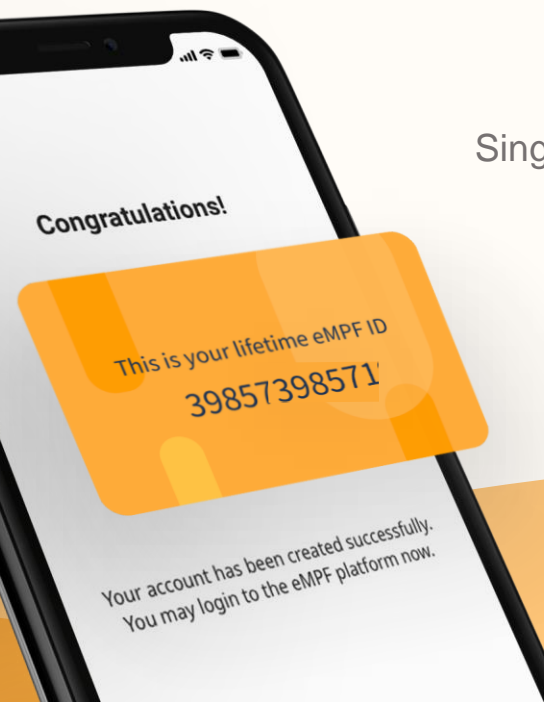 Congratulations!
This is your lifetime eMPF ID
39857398571
Your account has been created successfully.
You may login to the eMPF platform now.